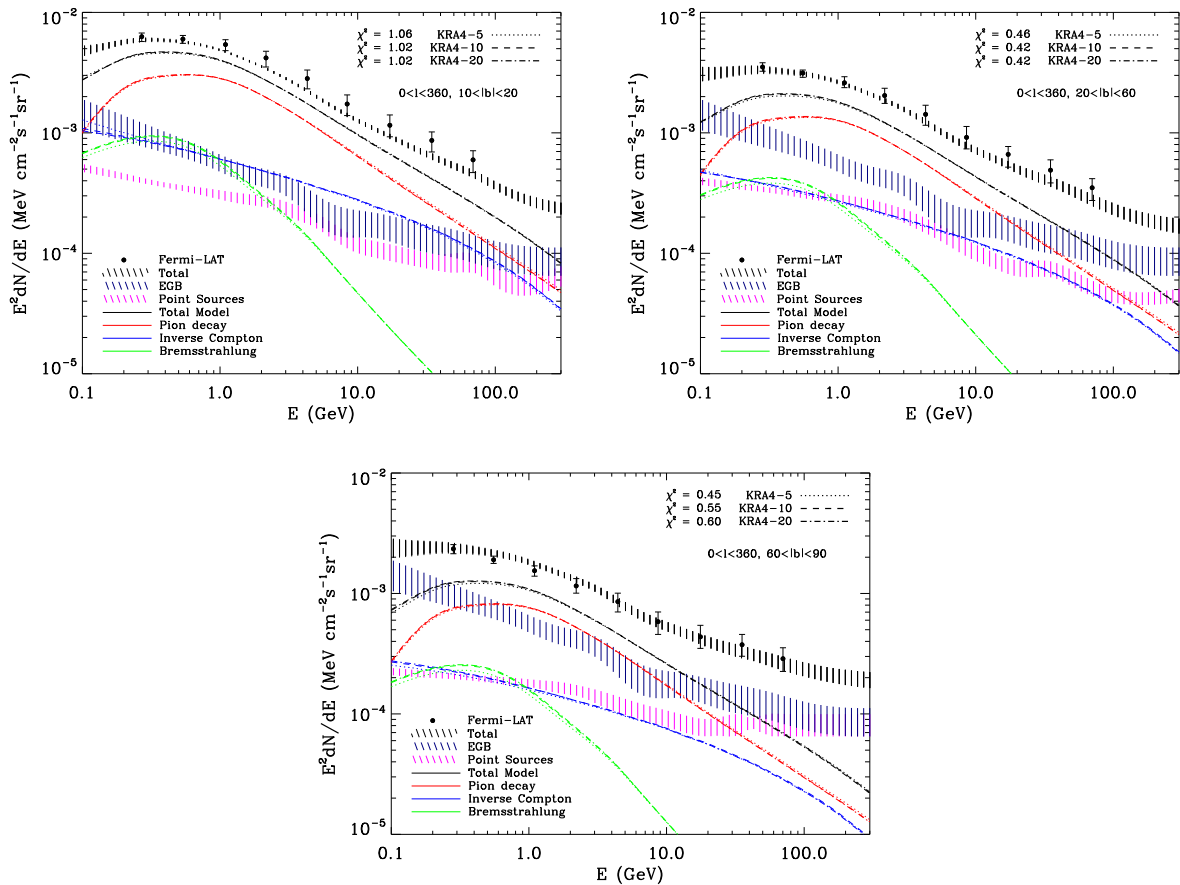 χ² = 1.06 KRA4-5
χ² = 1.02 KRA4-10
χ² = 1.02 KRA4-20
0<l<360, 10<|b|<20
E²dN/dE (MeV cm⁻²s⁻¹sr⁻¹)
10⁻²
10⁻³
10⁻⁴
10⁻⁵
Fermi-LAT
Total
EGB
Point Sources
Total Model
Pion decay
Inverse Compton
Bremsstrahlung
0.1 1.0 10.0 100.0
E (GeV)
χ² = 0.46 KRA4-5
χ² = 0.42 KRA4-10
χ² = 0.42 KRA4-20
0<l<360, 20<|b|<60
E²dN/dE (MeV cm⁻²s⁻¹sr⁻¹)
10⁻²
10⁻³
10⁻⁴
10⁻⁵
Fermi-LAT
Total
EGB
Point Sources
Total Model
Pion decay
Inverse Compton
Bremsstrahlung
0.1 1.0 10.0 100.0
E (GeV)
χ² = 0.45 KRA4-5
χ² = 0.55 KRA4-10
χ² = 0.60 KRA4-20
0<l<360, 60<|b|<90
E²dN/dE (MeV cm⁻²s⁻¹sr⁻¹)
10⁻²
10⁻³
10⁻⁴
10⁻⁵
Fermi-LAT
Total
EGB
Point Sources
Total Model
Pion decay
Inverse Compton
Bremsstrahlung
0.1 1.0 10.0 100.0
E (GeV)